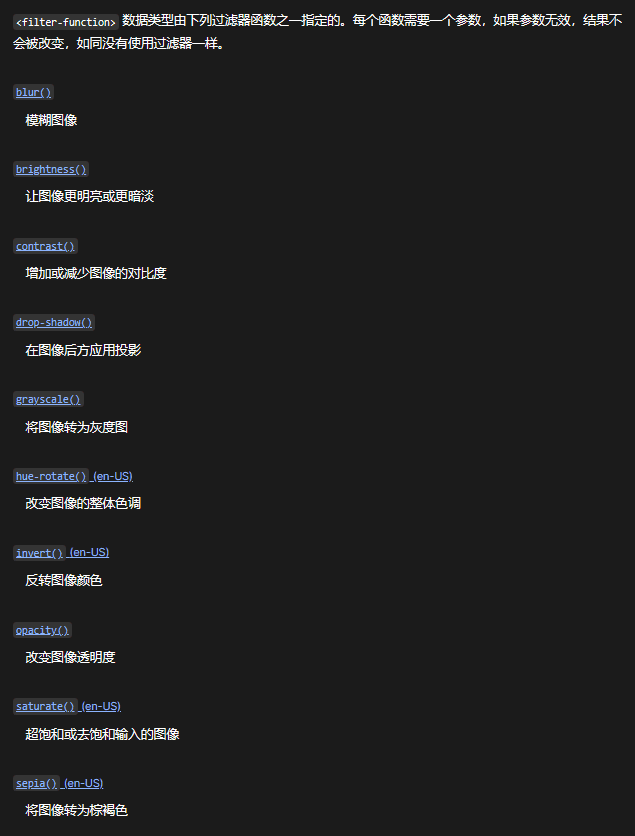 <filter-function> 数据类型由下列过滤器函数之一指定的。每个函数需要一个参数，如果参数无效，结果不
会被改变，如同没有使用过滤器一样。
blur()
模糊图像
brightness()
让图像更明亮或更暗淡
contrast()
增加或减少图像的对比度
drop-shadow()
在图像后方应用投影
grayscale()
将图像转为灰度图
hue-rotate() (en-US)
改变图像的整体色调
invert() (en-US)
反转图像颜色
opacity()
改变图像透明度
saturate() (en-US)
超饱和或去饱和输入的图像
sepia() (en-US)
将图像转为棕褐色